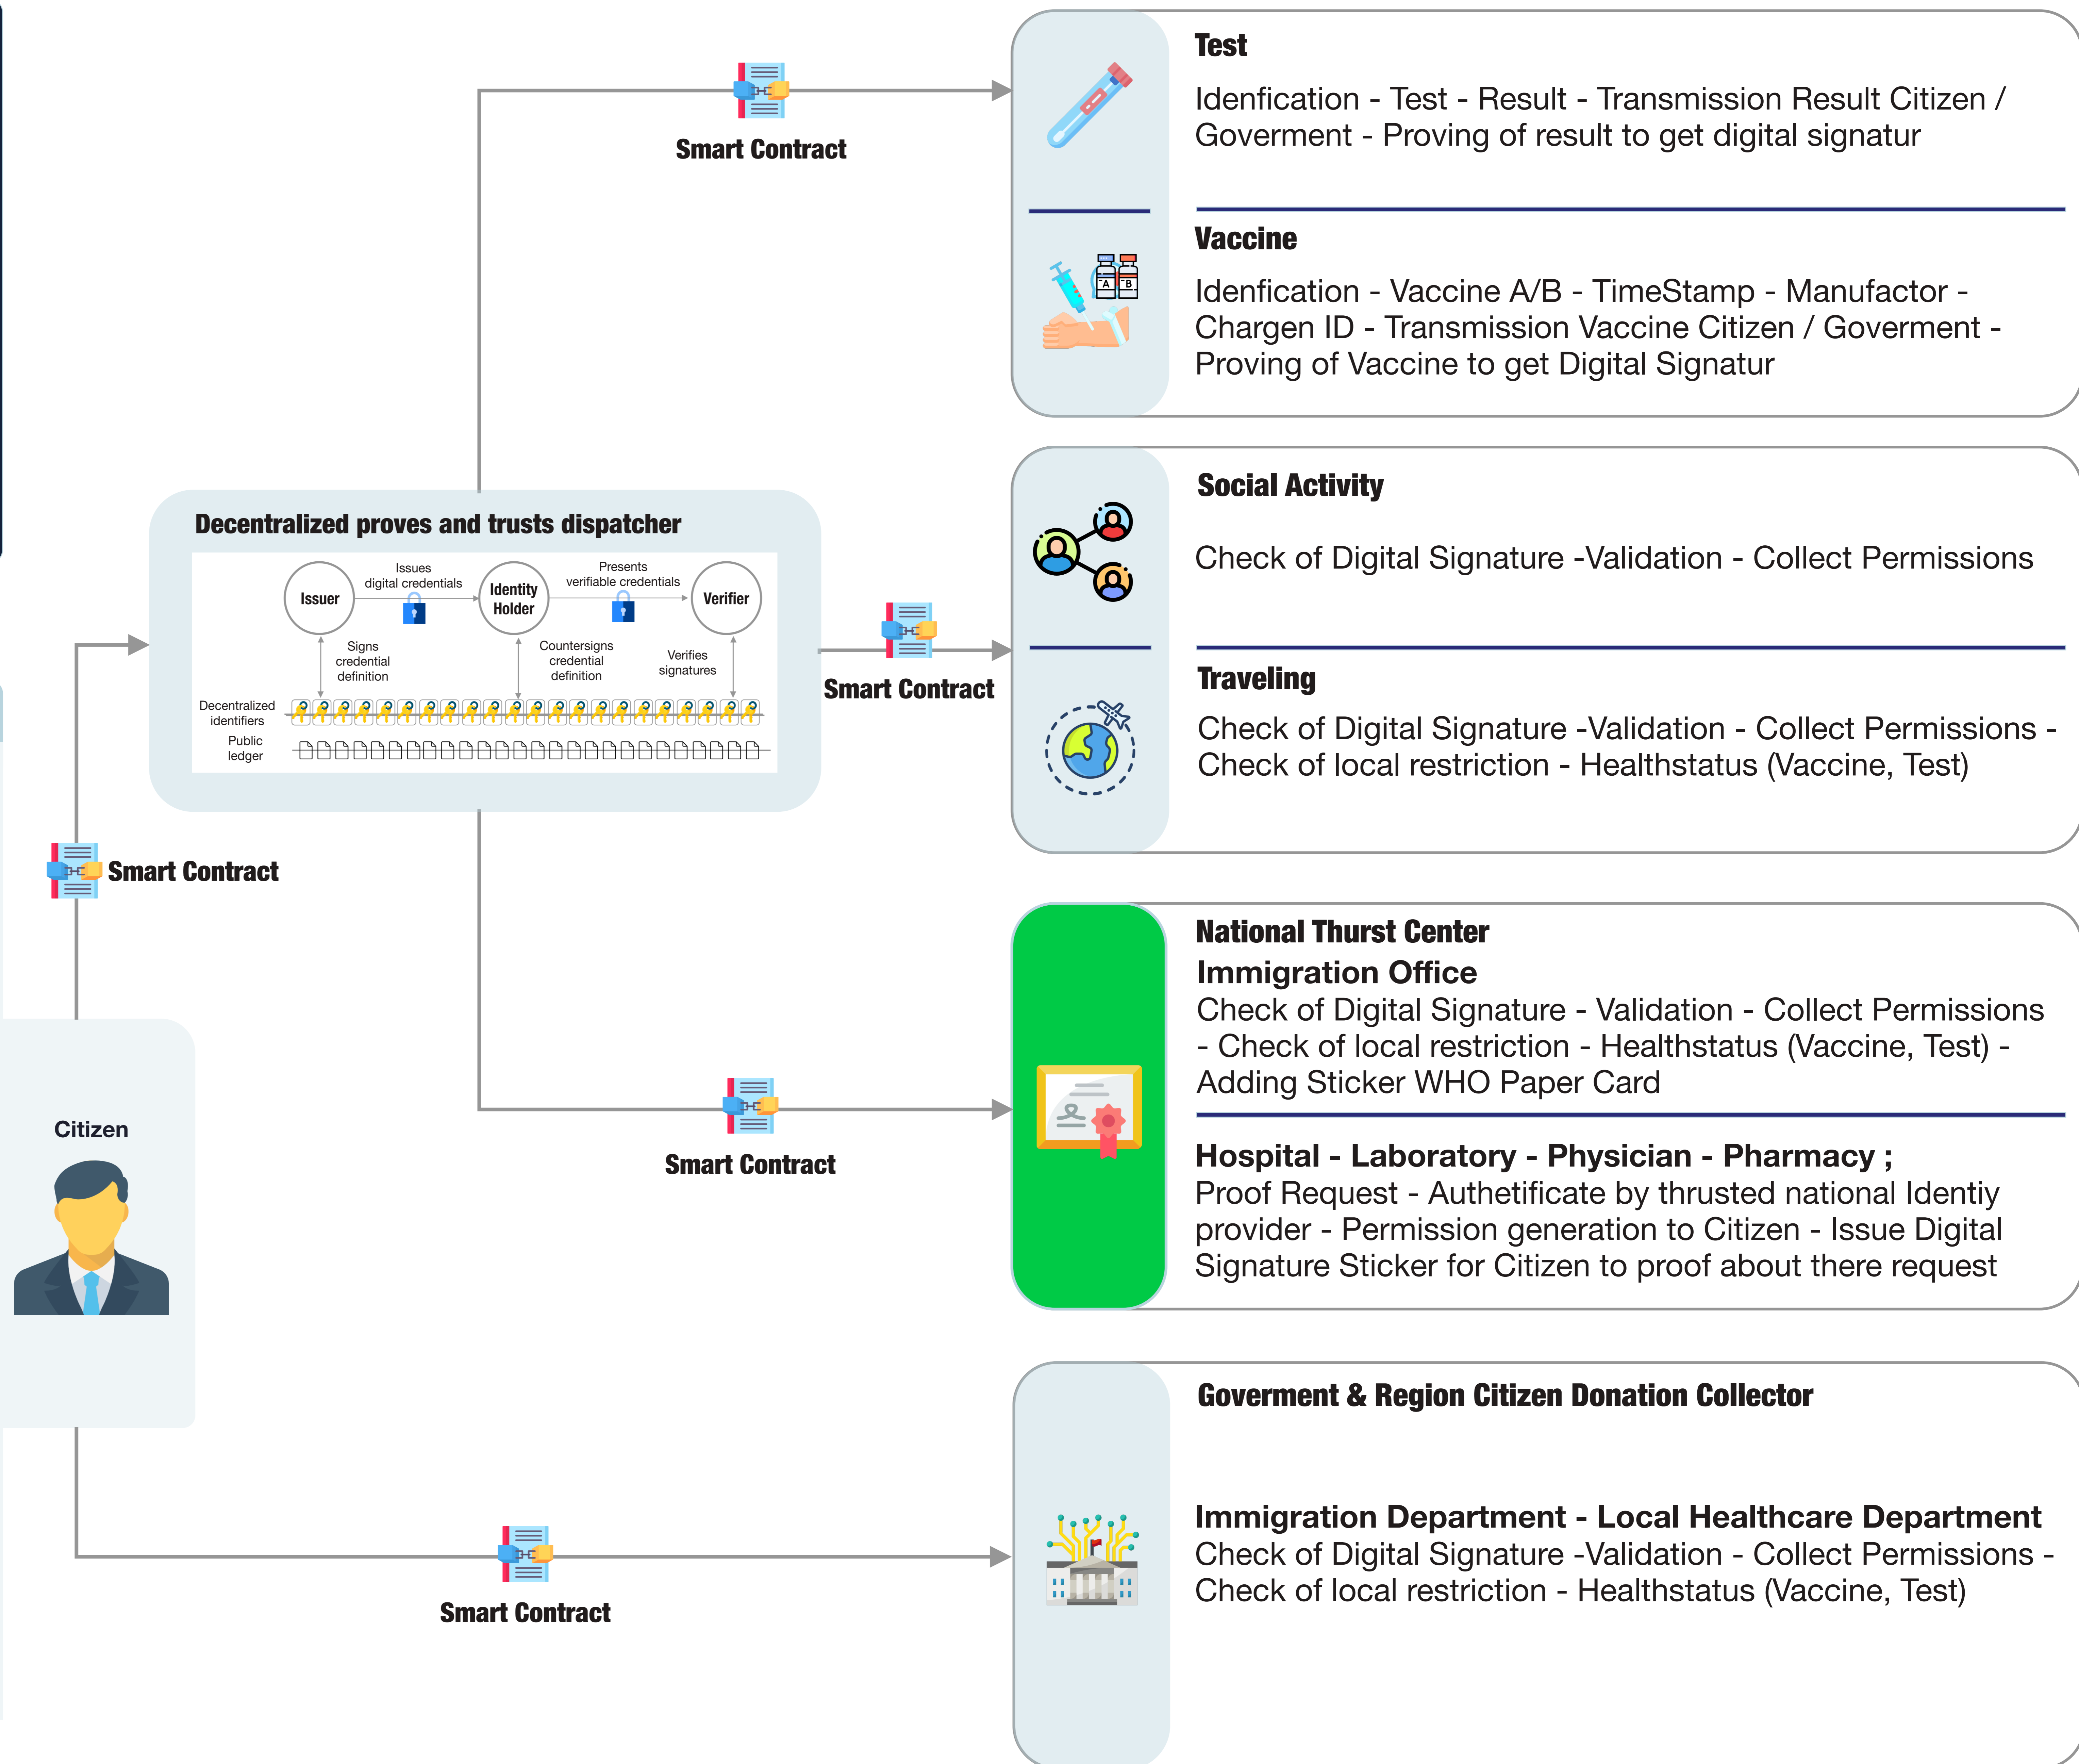 Test
Idenfication - Test - Result - Transmission Result Citizen /
Goverment - Proving of result to get digital signatur
Smart Contract
Vaccine
Idenfication - Vaccine A/B - TimeStamp - Manufactor -
Chargen ID - Transmission Vaccine Citizen / Goverment -
Proving of Vaccine to get Digital Signatur
A
B
Decentralized proves and trusts dispatcher
Issuer
Issues
digital credentials
Identity
Holder
Presents
verifiable credentials
Verifier
Signs
credential
definition
Countersigns
credential
definition
Verifies
signatures
Decentralized
identifiers
Public
ledger
Smart Contract
Social Activity
Check of Digital Signature -Validation - Collect Permissions
Traveling
Check of Digital Signature -Validation - Collect Permissions -
Check of local restriction - Healthstatus (Vaccine, Test)
Smart Contract
National Thurst Center
Immigration Office
Check of Digital Signature - Validation - Collect Permissions
- Check of local restriction - Healthstatus (Vaccine, Test) -
Adding Sticker WHO Paper Card
Smart Contract
Hospital - Laboratory - Physician - Pharmacy ;
Proof Request - Authetificate by thrusted national Identiy
provider - Permission generation to Citizen - Issue Digital
Signature Sticker for Citizen to proof about there request
Citizen
Goverment & Region Citizen Donation Collector
Immigration Department - Local Healthcare Department
Check of Digital Signature -Validation - Collect Permissions -
Check of local restriction - Healthstatus (Vaccine, Test)
Smart Contract